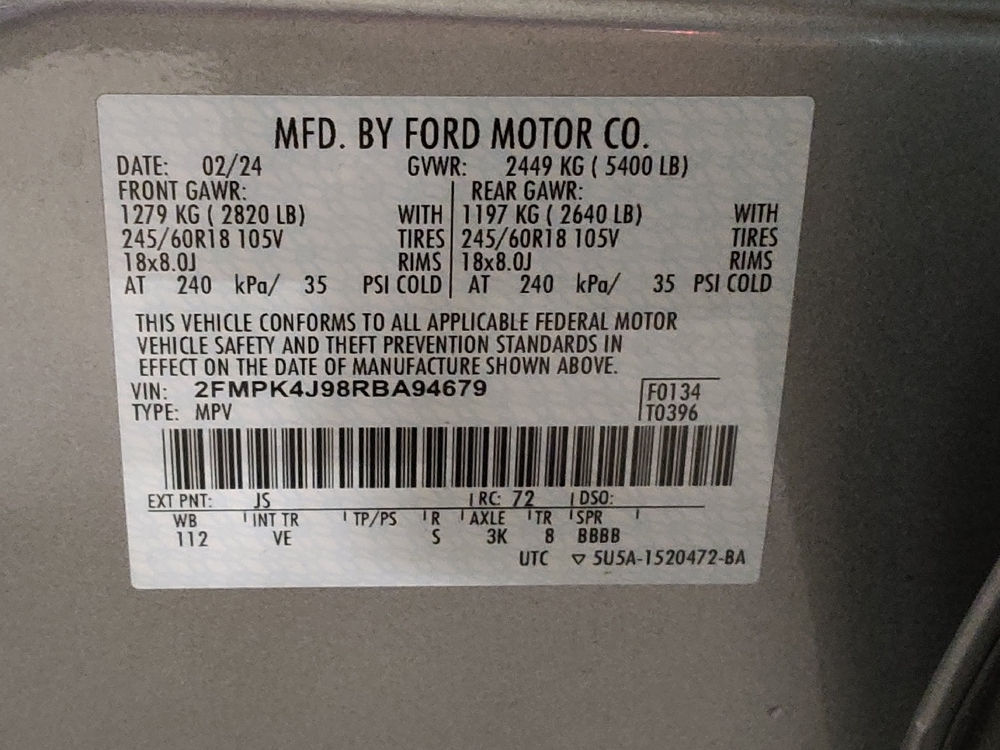 MFD. BY FORD MOTOR CO.
DATE: 02/24 GVWR: 2449 KG ( 5400 LB)
FRONT GAWR: REAR GAWR:
1279 KG ( 2820 LB) WITH 1197 KG ( 2640 LB) WITH
245/60R18 105V TIRES 245/60R18 105V TIRES
18x8.0J RIMS 18x8.0J RIMS
AT 240 kPa/ 35 PSI COLD AT 240 kPa/ 35 PSI COLD
THIS VEHICLE CONFORMS TO ALL APPLICABLE FEDERAL MOTOR
VEHICLE SAFETY AND THEFT PREVENTION STANDARDS IN
EFFECT ON THE DATE OF MANUFACTURE SHOWN ABOVE.
VIN: 2FMPK4J98RBA94679 F0134
TYPE: MPV T0396
EXT PNT: JS RC: 72 DSO:
WB INT TR TP/PS R AXLE TR SPR
112 VE S 3K 8 BBBB
UTC ▽ 5U5A-1520472-BA